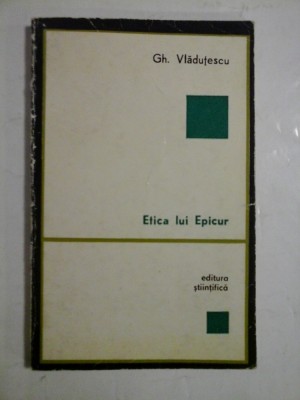 Gh. Vlăduțescu
Etica lui Epicur
editura
științifică